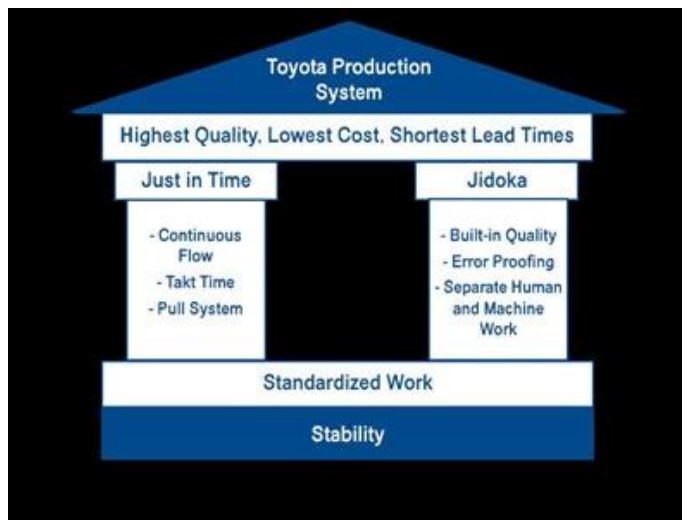 Toyota Production
System
Highest Quality, Lowest Cost, Shortest Lead Times
Just in Time
- Continuous
Flow
- Takt Time
- Pull System
Jidoka
- Built-in Quality
- Error Proofing
- Separate Human
and Machine
Work
Standardized Work
Stability